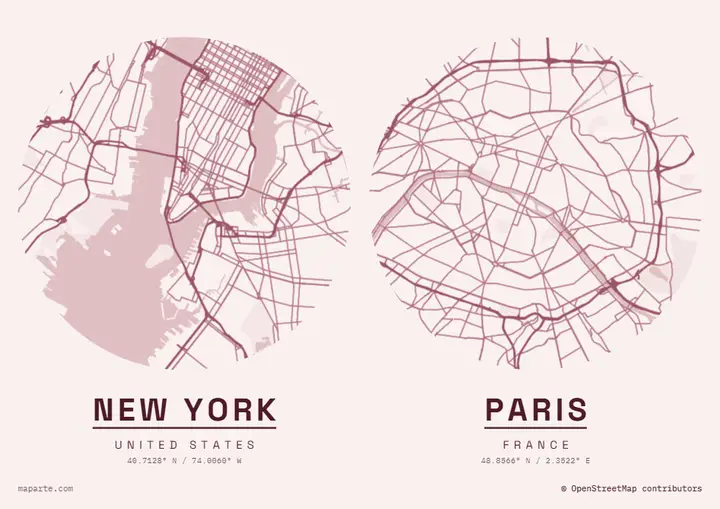 NEW YORK
UNITED STATES
40.7128° N / 74.0060° W
PARIS
FRANCE
48.8566° N / 2.3522° E
maparte.com
© OpenStreetMap contributors